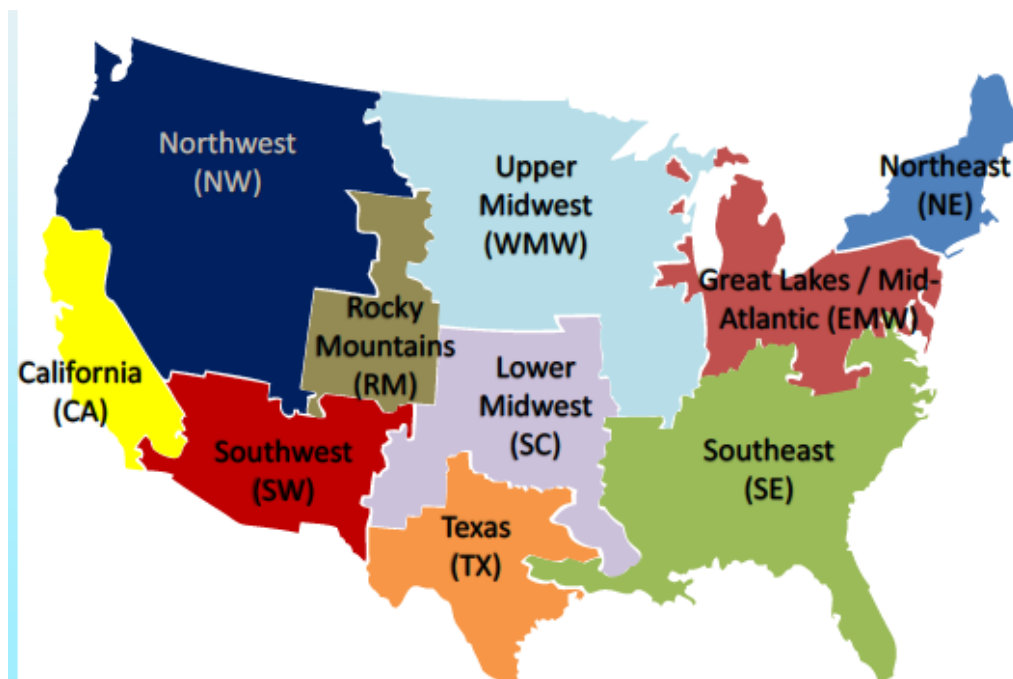 Northwest
(NW)
Upper
Midwest
(WMW)
Northeast
(NE)
Great Lakes / Mid-
Atlantic (EMW)
Rocky
Mountains
(RM)
California
(CA)
Lower
Midwest
(SC)
Southwest
(SW)
Southeast
(SE)
Texas
(TX)